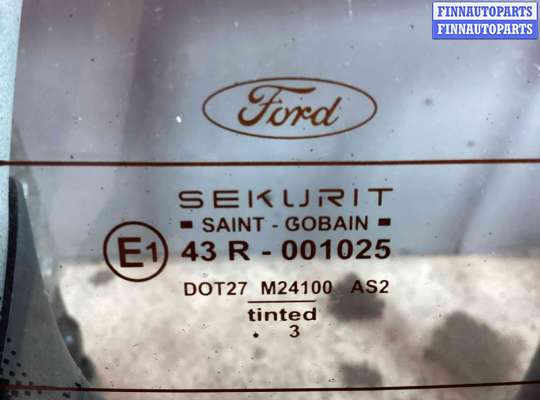 FINNAUTOPARTS
FINNAUTOPARTS
Ford
SEKURIT
SAINT - GOBAIN
E1 43 R - 001025
DOT27 M24100 AS2
tinted
. 3